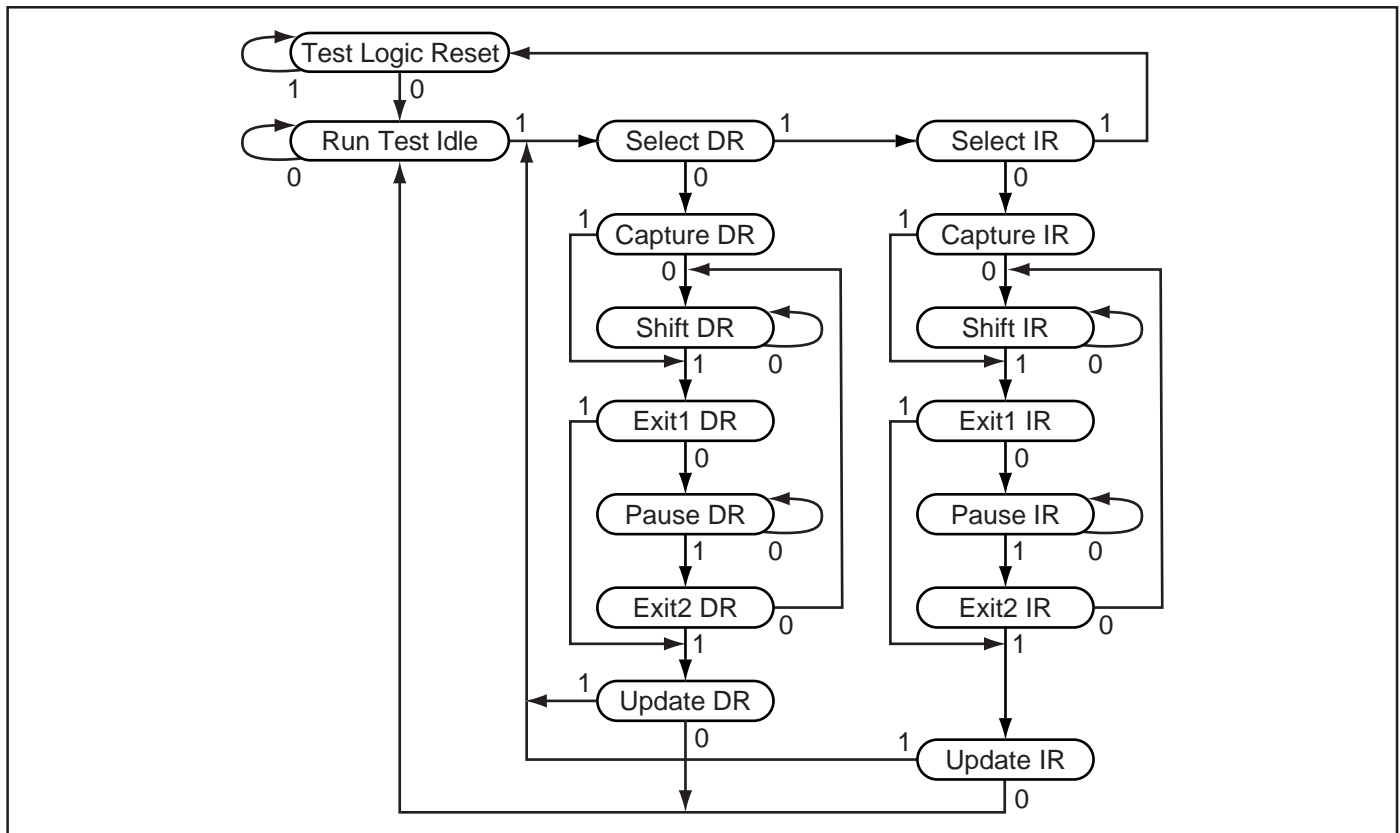 Test Logic Reset
1 0
Run Test Idle 1 Select DR 1 Select IR 1
0 0 0
1 Capture DR 1 Capture IR
0 0
Shift DR Shift IR
1 0 1 0
1 Exit1 DR 1 Exit1 IR
0 0
Pause DR Pause IR
1 0 1 0
Exit2 DR 0 Exit2 IR 0
1 1
1 Update DR
0 1 Update IR
0